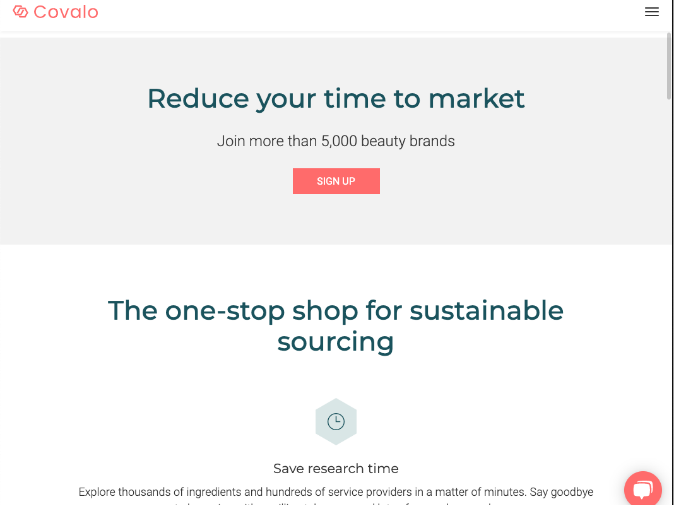 Covalo
Reduce your time to market
Join more than 5,000 beauty brands
SIGN UP
The one-stop shop for sustainable
sourcing
Save research time
Explore thousands of ingredients and hundreds of service providers in a matter of minutes. Say goodbye